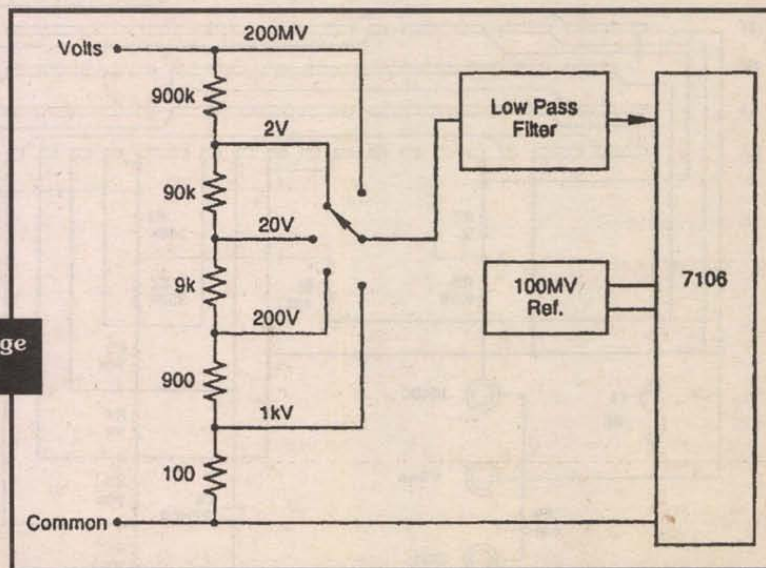 Volts
200MV
900k
2V
90k
20V
9k
200V
900
1kV
100
Common
Low Pass
Filter
100MV
Ref.
7106
ge